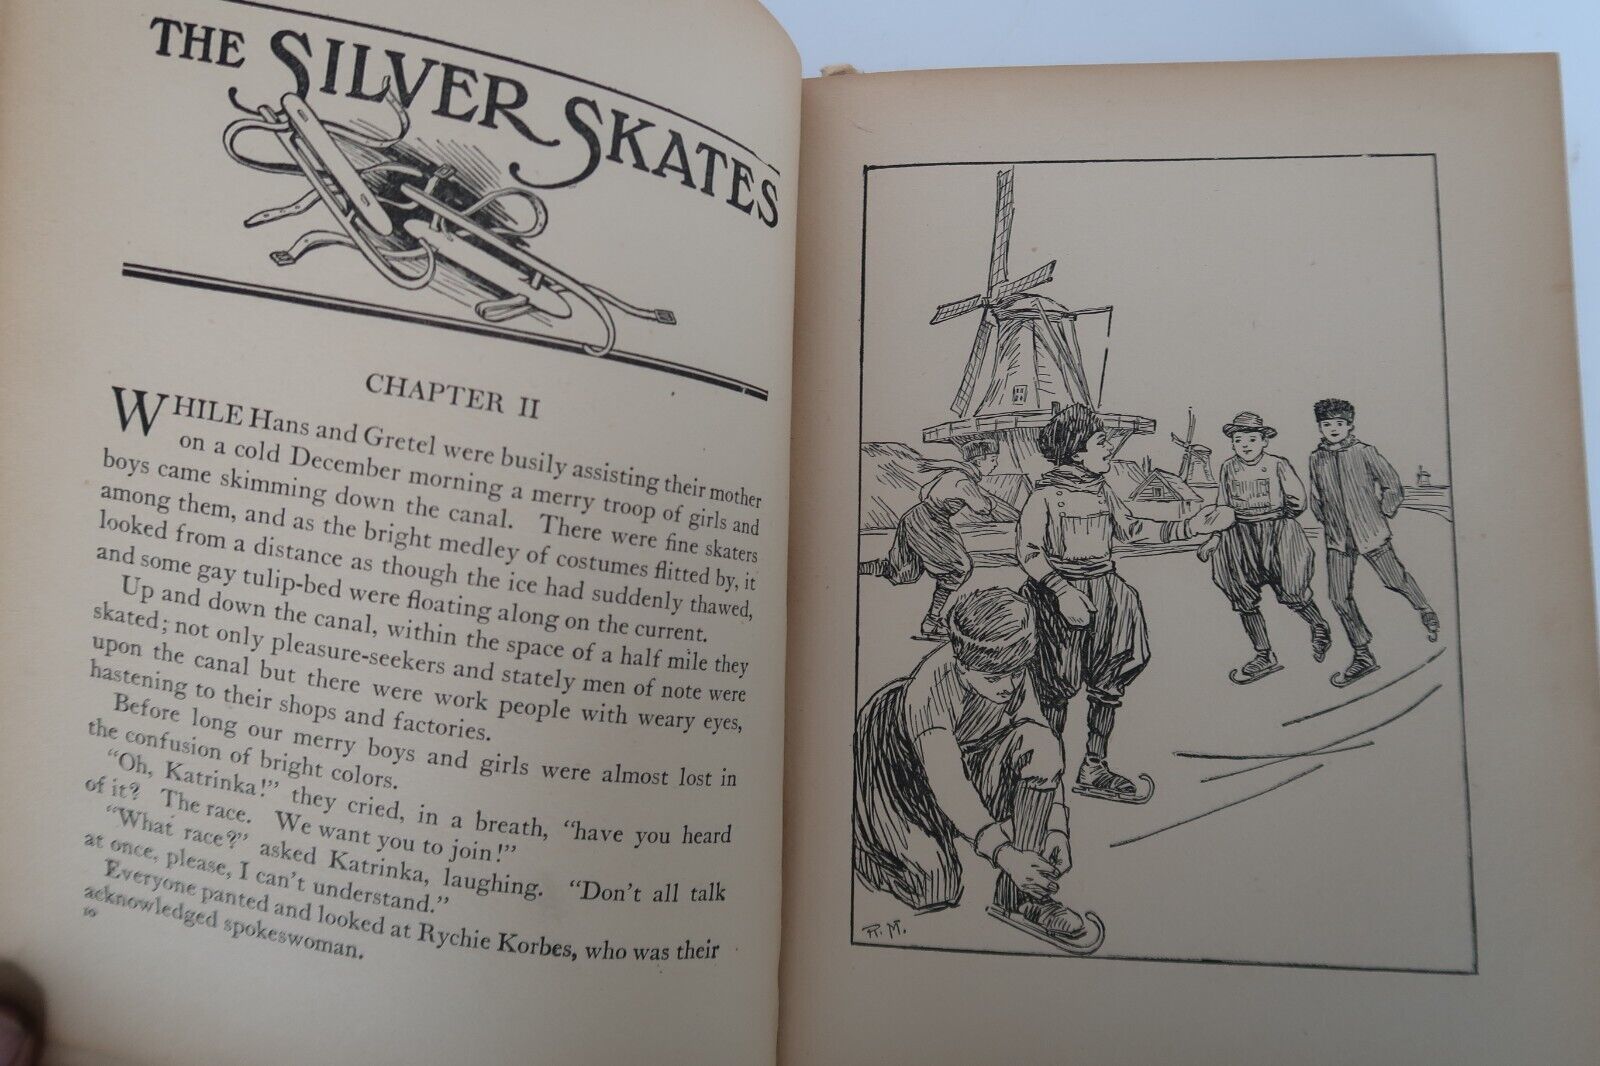 THE SILVER SKATES
CHAPTER II
WHILE Hans and Gretel were busily assisting their mother
on a cold December morning a merry troop of girls and
boys came skimming down the canal. There were fine skaters
among them, and as the bright medley of costumes flitted by, it
looked from a distance as though the ice had suddenly thawed,
and some gay tulip-bed were floating along on the current.
Up and down the canal, within the space of a half mile they
skated; not only pleasure-seekers and stately men of note were
upon the canal but there were work people with weary eyes,
hastening to their shops and factories.
Before long our merry boys and girls were almost lost in
the confusion of bright colors.
"Oh, Katrinka!" they cried, in a breath, "have you heard
of it? The race. We want you to join!"
"What race?" asked Katrinka, laughing. "Don't all talk
at once, please, I can't understand."
Everyone panted and looked at Rychie Korbes, who was their
acknowledged spokeswoman.
R. M.